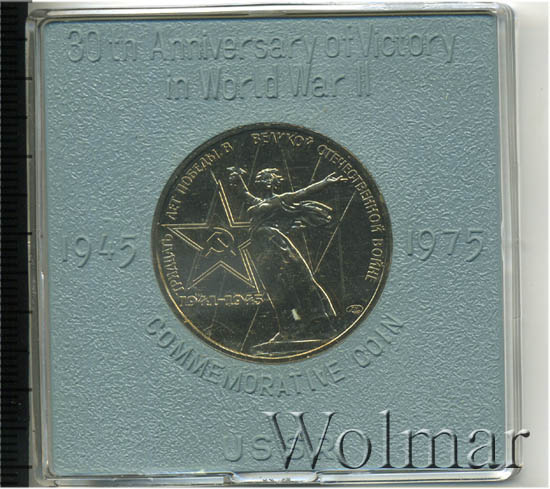 30th Anniversary of Victory
in World War II
ТРИДЦАТЬ ЛЕТ ПОБЕДЫ В ВЕЛИКОЙ ОТЕЧЕСТВЕННОЙ ВОЙНЕ
1945
1975
1941-1945
COMMEMORATIVE COIN
USSR
Wolmar